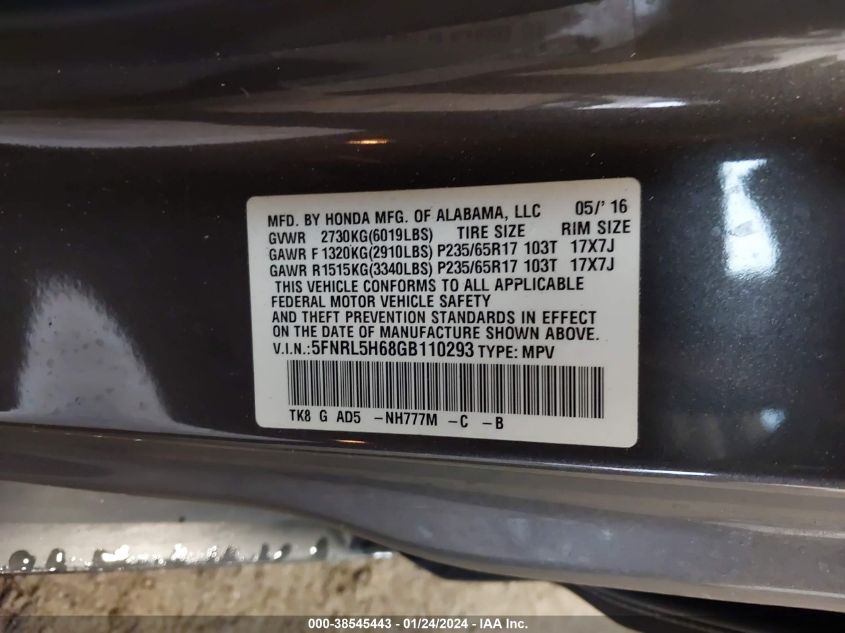 MFD. BY HONDA MFG. OF ALABAMA, LLC 05/' 16
GVWR 2730KG(6019LBS) TIRE SIZE RIM SIZE
GAWR F 1320KG(2910LBS) P235/65R17 103T 17X7J
GAWR R1515KG(3340LBS) P235/65R17 103T 17X7J
THIS VEHICLE CONFORMS TO ALL APPLICABLE
FEDERAL MOTOR VEHICLE SAFETY
AND THEFT PREVENTION STANDARDS IN EFFECT
ON THE DATE OF MANUFACTURE SHOWN ABOVE.
V.I.N.:5FNRL5H68GB110293 TYPE: MPV
TK8 G AD5 -NH777M -C -B
000-38545443 - 01/24/2024 - IAA Inc.